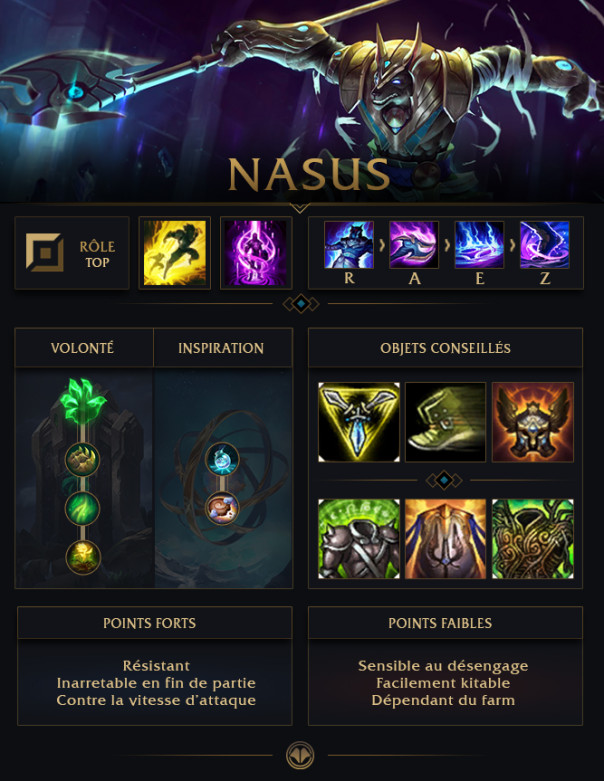 NASUS
RÔLE
TOP
R
A
E
Z
VOLONTÉ
INSPIRATION
OBJETS CONSEILLÉS
POINTS FORTS
Résistant
Inarretable en fin de partie
Contre la vitesse d'attaque
POINTS FAIBLES
Sensible au désengage
Facilement kitable
Dépendant du farm